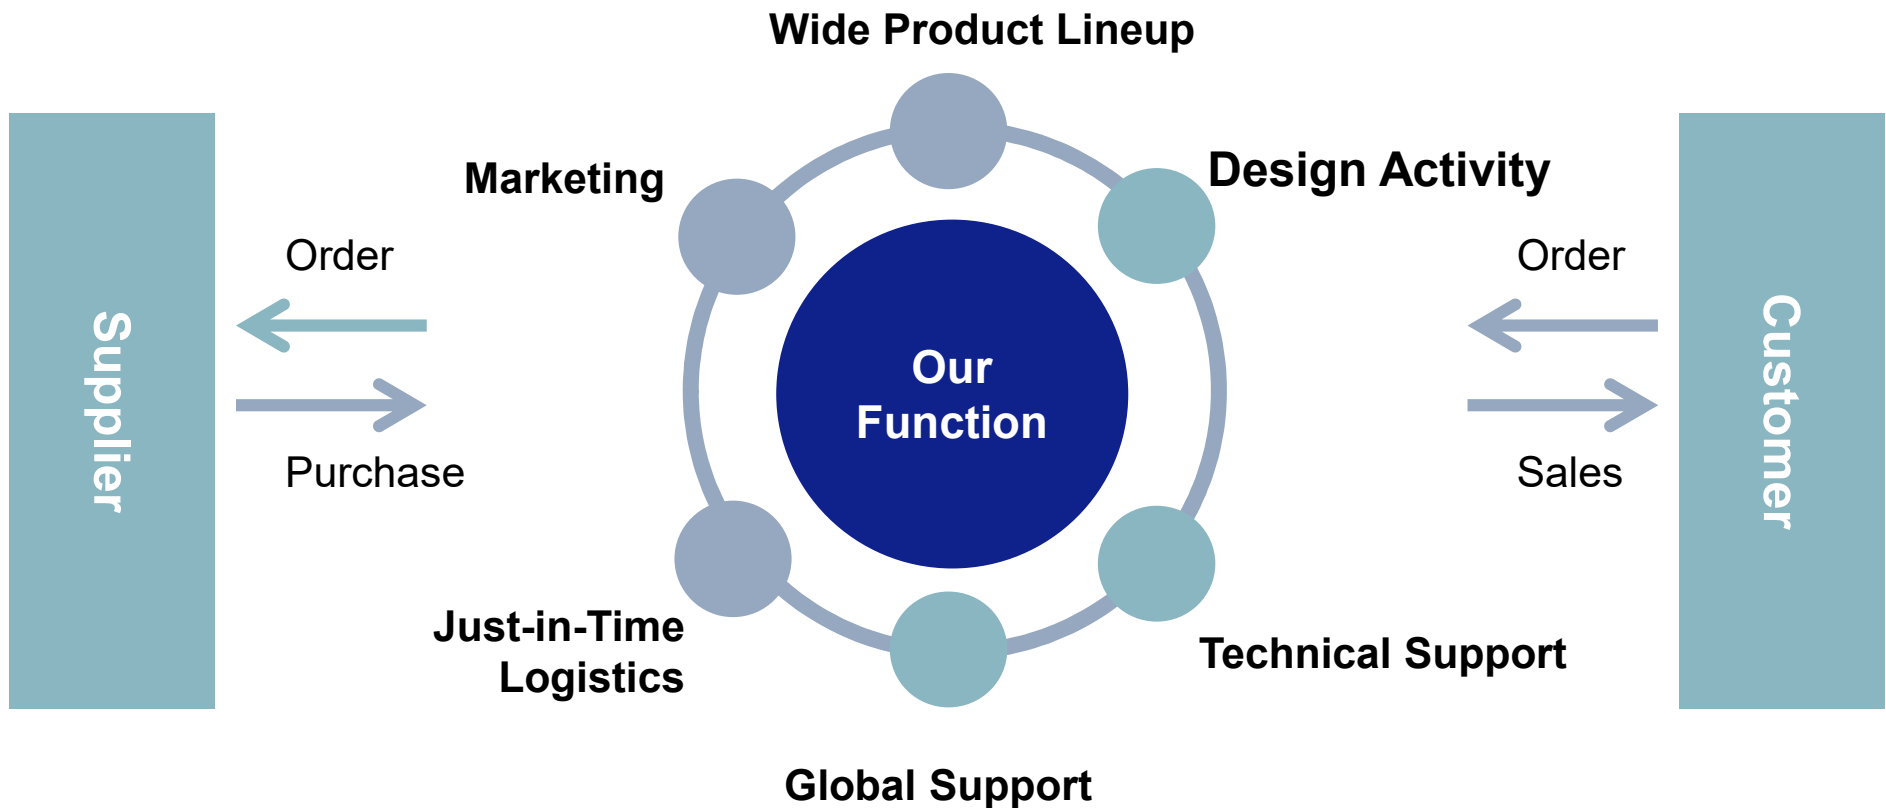 Wide Product Lineup
Marketing
Design Activity
Order
Order
Supplier
Our
Function
Customer
Purchase
Sales
Just-in-Time
Logistics
Technical Support
Global Support